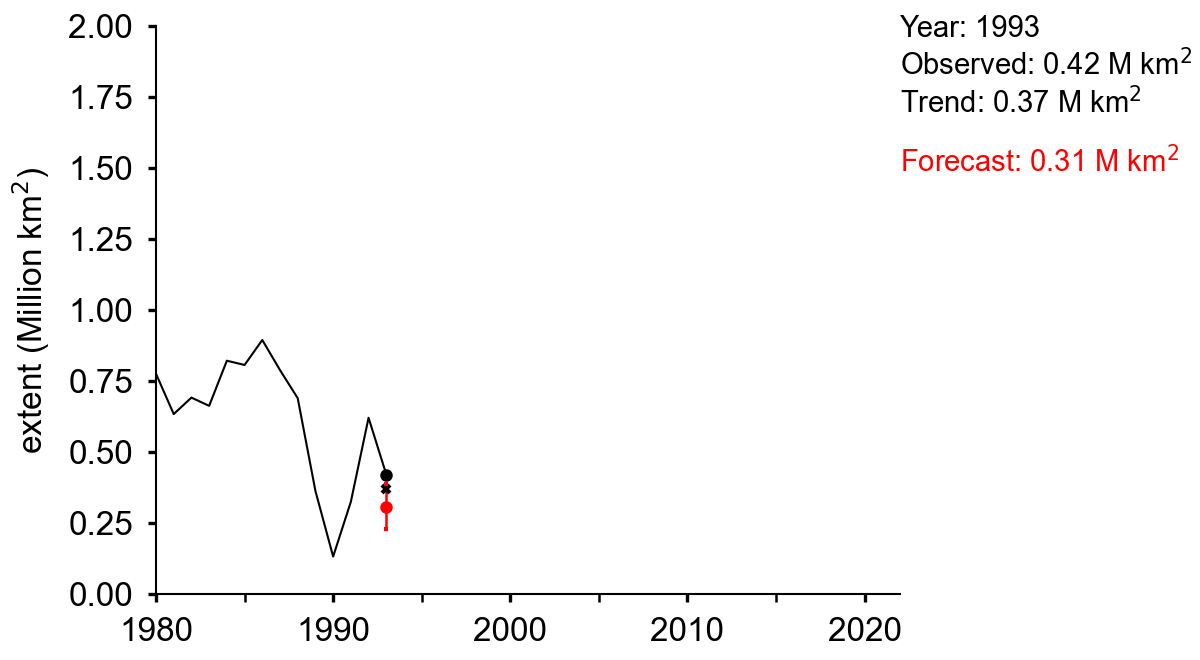 2.00
1.75
1.50
1.25
1.00
0.75
0.50
0.25
0.00
extent (Million km²)
1980 1990 2000 2010 2020
Year: 1993
Observed: 0.42 M km²
Trend: 0.37 M km²
Forecast: 0.31 M km²